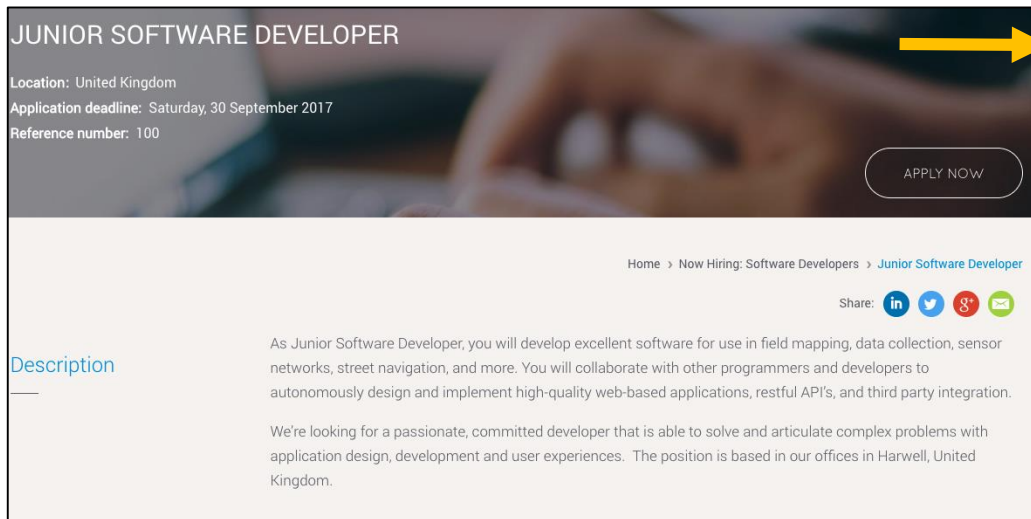 JUNIOR SOFTWARE DEVELOPER
Location: United Kingdom
Application deadline: Saturday, 30 September 2017
Reference number: 100
APPLY NOW
Home › Now Hiring: Software Developers › Junior Software Developer
Share: in g+
Description
As Junior Software Developer, you will develop excellent software for use in field mapping, data collection, sensor
networks, street navigation, and more. You will collaborate with other programmers and developers to
autonomously design and implement high-quality web-based applications, restful API's, and third party integration.
We're looking for a passionate, committed developer that is able to solve and articulate complex problems with
application design, development and user experiences. The position is based in our offices in Harwell, United
Kingdom.